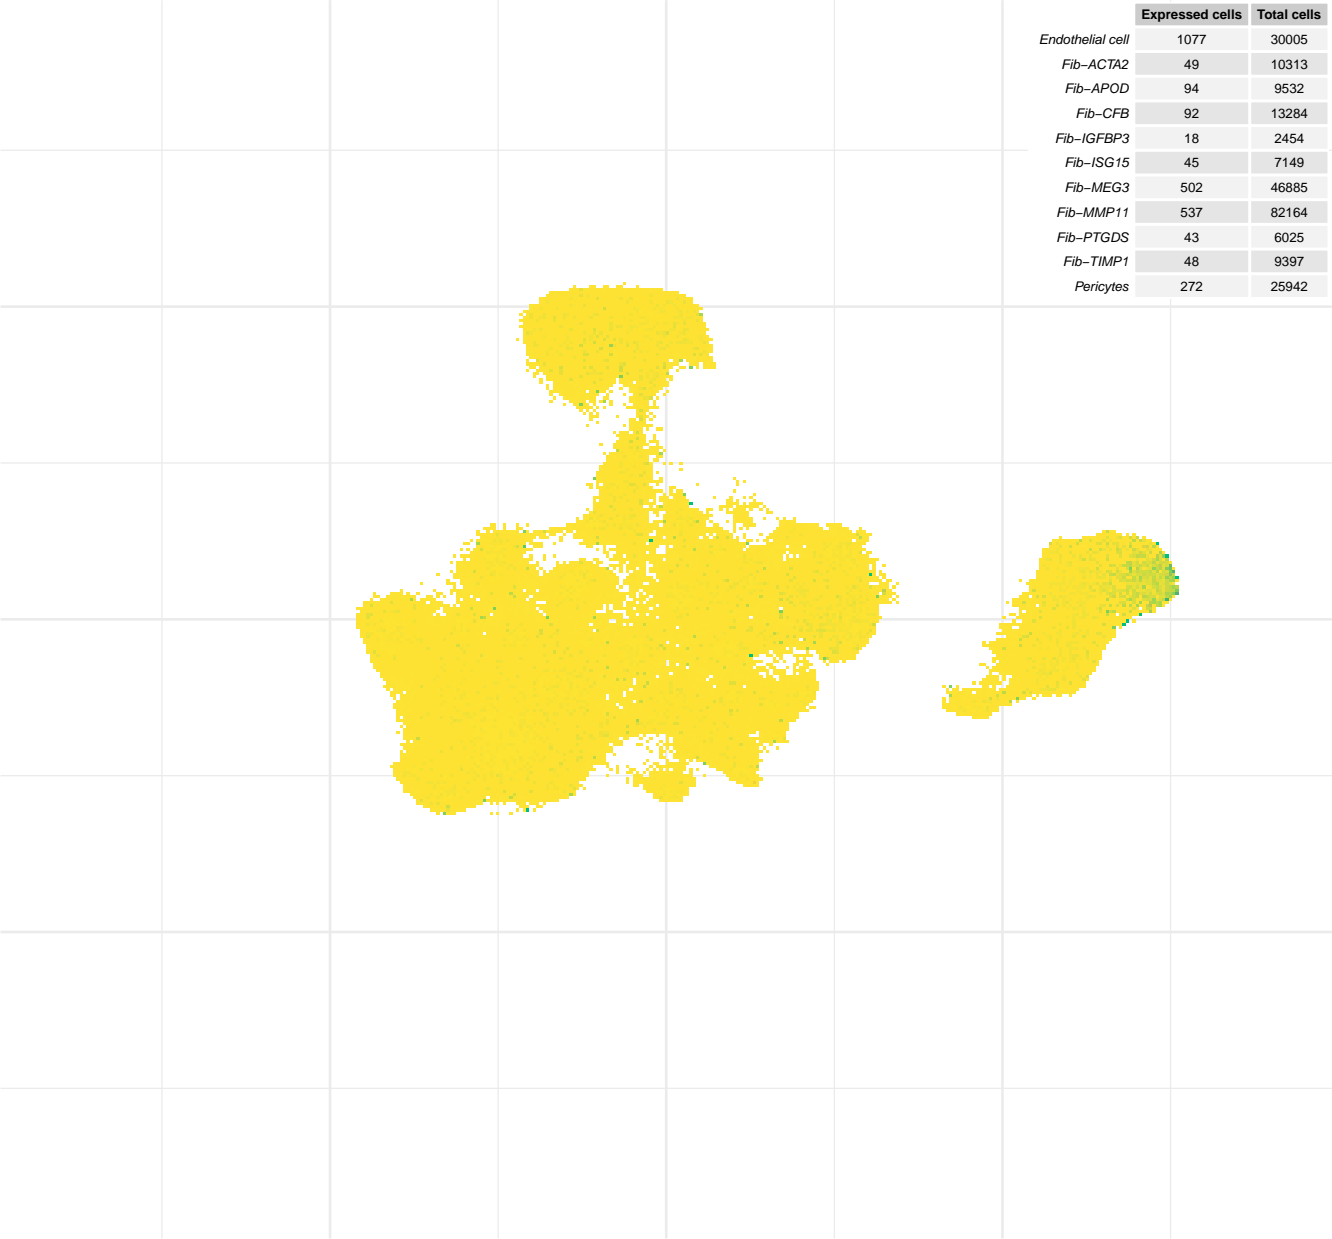 Expressed cells Total cells
Endothelial cell 1077 30005
Fib−ACTA2 49 10313
Fib−APOD 94 9532
Fib−CFB 92 13284
Fib−IGFBP3 18 2454
Fib−ISG15 45 7149
Fib−MEG3 502 46885
Fib−MMP11 537 82164
Fib−PTGDS 43 6025
Fib−TIMP1 48 9397
Pericytes 272 25942